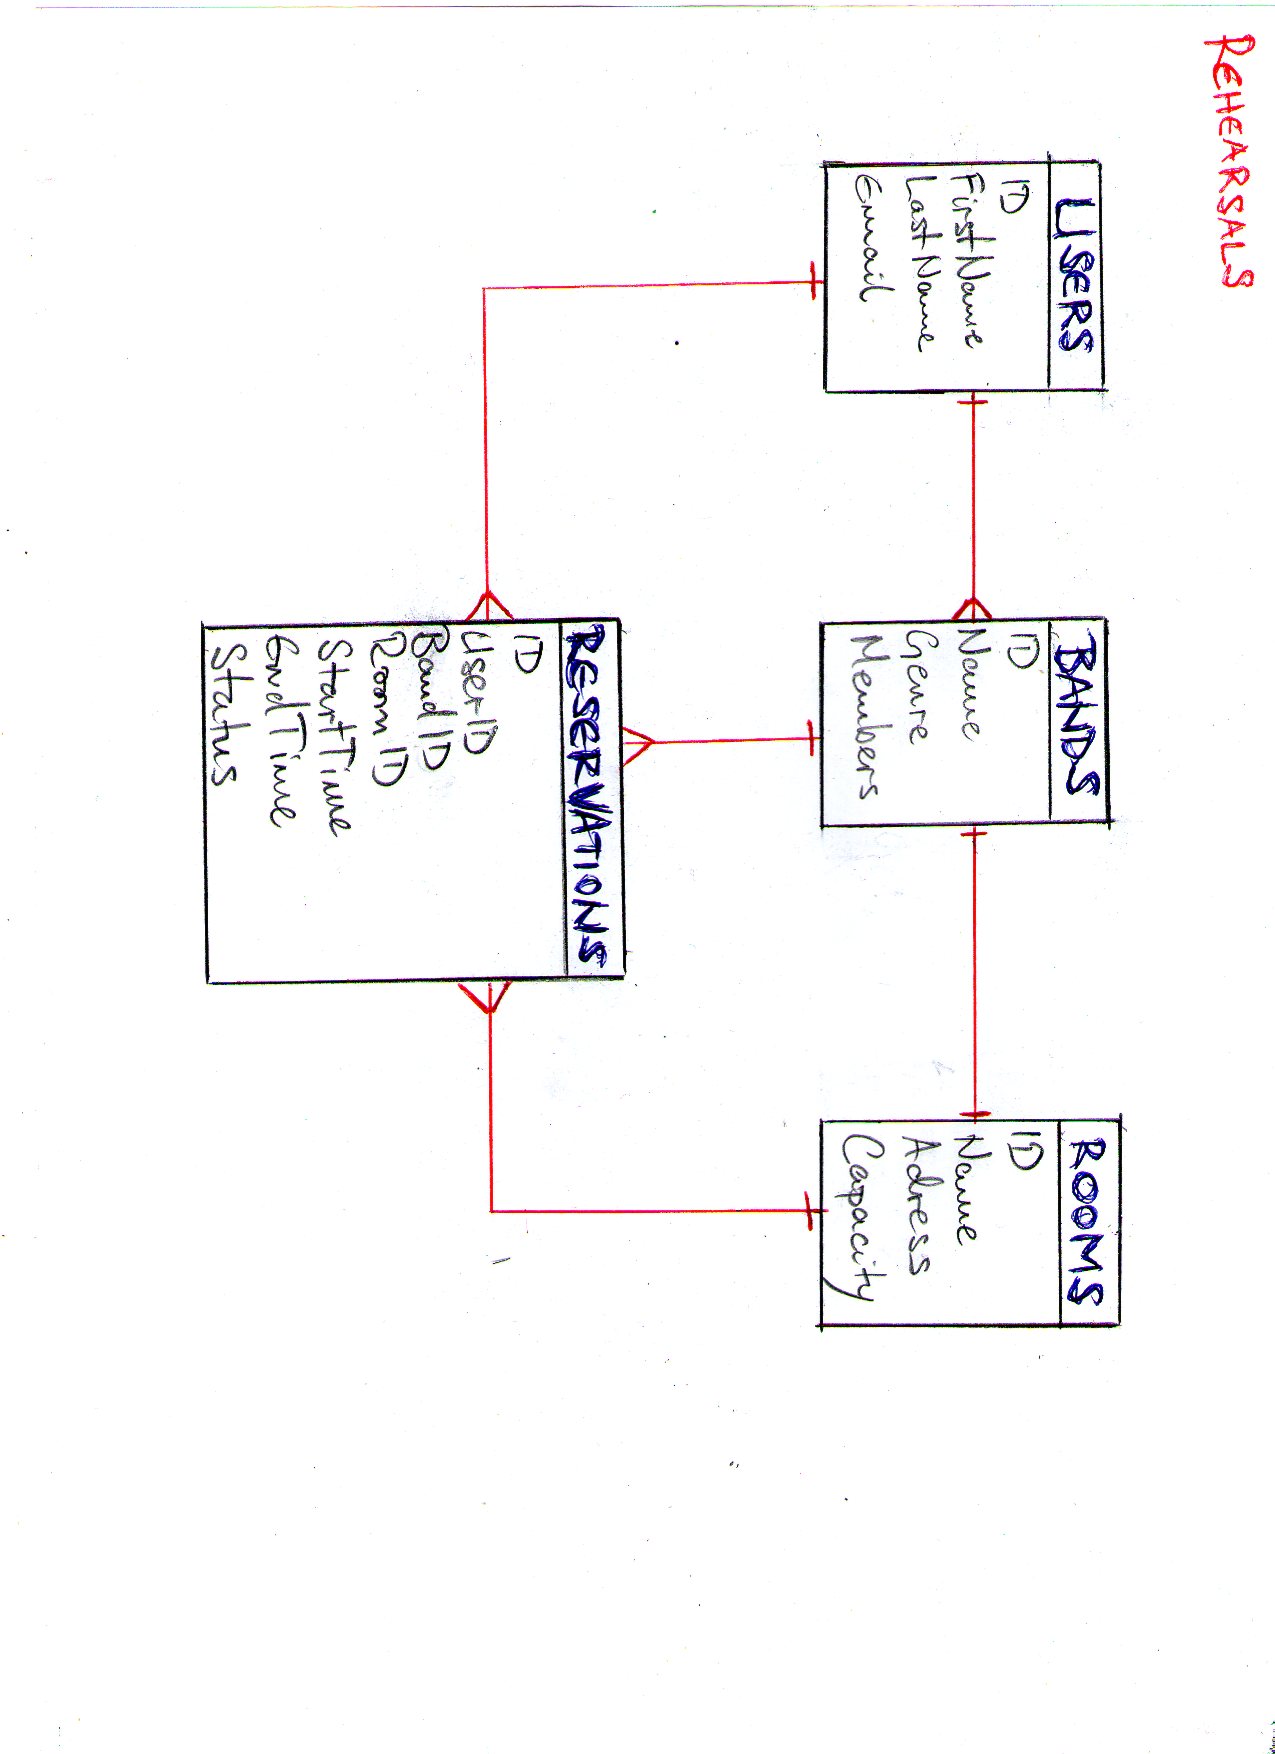 REHEARSALS
USERS
ID
FirstName
LastName
Email
BANDS
ID
Name
Genre
Members
ROOMS
ID
Name
Adress
Capacity
RESERVATIONS
ID
UserID
BandID
RoomID
StartTime
EndTime
Status